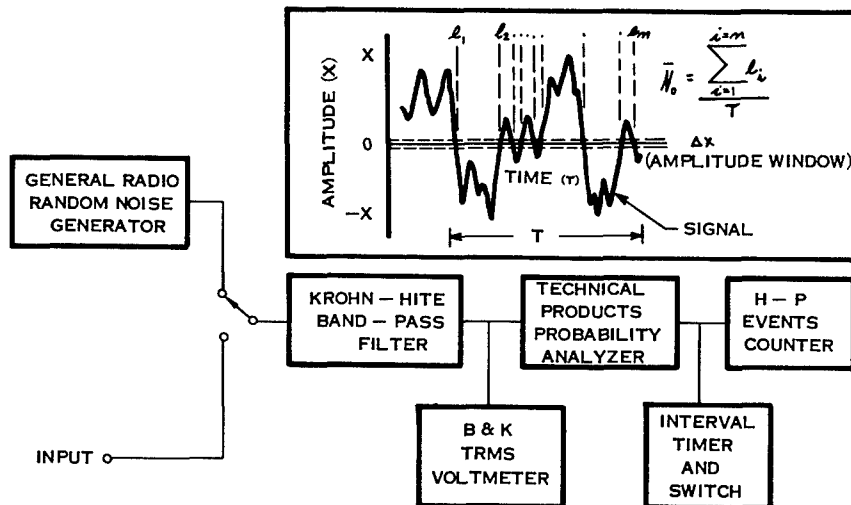 ℓ₁ ℓ₂ ℓm
X
N̄₀ = Σ ℓᵢ / T
i=n
i=1
AMPLITUDE (X)
0
ΔX
(AMPLITUDE WINDOW)
TIME (T)
-X
SIGNAL
T
GENERAL RADIO
RANDOM NOISE
GENERATOR
KROHN-HITE
BAND-PASS
FILTER
TECHNICAL
PRODUCTS
PROBABILITY
ANALYZER
H-P
EVENTS
COUNTER
B & K
TRMS
VOLTMETER
INTERVAL
TIMER
AND
SWITCH
INPUT